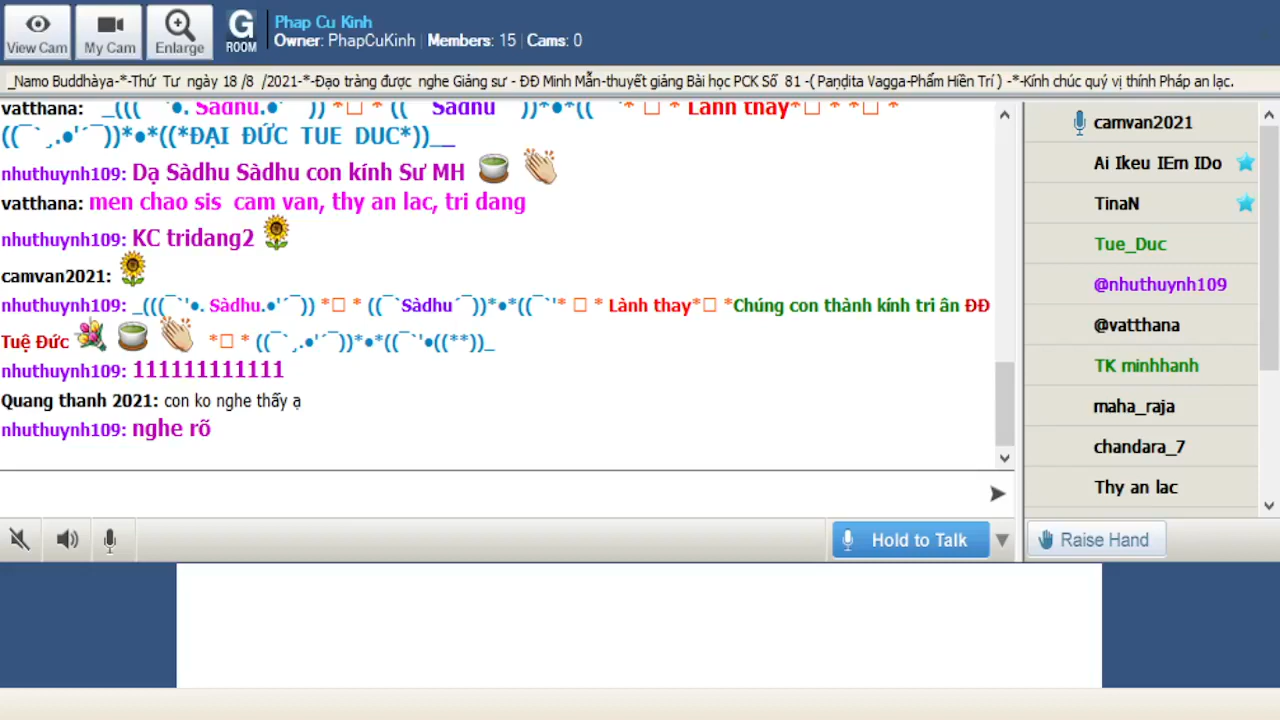 View Cam
My Cam
Enlarge
G ROOM
Phap Cu Kinh
Owner: PhapCuKinh | Members: 15 | Cams: 0
_Namo Buddhàya-*-Thứ Tư ngày 18 /8 /2021-*-Đạo tràng được nghe Giảng sư - ĐĐ Minh Mẫn-thuyết giảng Bài học PCK Số 81 -( Paṇḍita Vagga-Phẩm Hiền Trí ) -*-Kính chúc quý vị thính Pháp an lạc.
vatthana: _(((¯`'●. Sàdhu.●'´¯)) *□ * ((¯`Sàdhu´¯))*●*((¯`'*□ * Lành thay*□ * *□ *
((¯`¸.●'´¯))*●*((*ĐẠI ĐỨC TUE DUC*))__
nhuthuynh109: Dạ Sàdhu Sàdhu con kính Sư MH
vatthana: men chao sis cam van, thy an lac, tri dang
nhuthuynh109: KC tridang2
camvan2021:
nhuthuynh109: _(((¯`'●. Sàdhu.●'´¯)) *□ * ((¯`Sàdhu´¯))*●*((¯`'* □ * Lành thay*□ *Chúng con thành kính tri ân ĐĐ
Tuệ Đức *□ * ((¯`¸.●'´¯))*●*((¯`'●((**))_
nhuthuynh109: 111111111111
Quang thanh 2021: con ko nghe thấy ạ
nhuthuynh109: nghe rõ
Hold to Talk
camvan2021
Ai Ikeu IEm IDo
TinaN
Tue_Duc
@nhuthuynh109
@vatthana
TK minhhanh
maha_raja
chandara_7
Thy an lac
Raise Hand